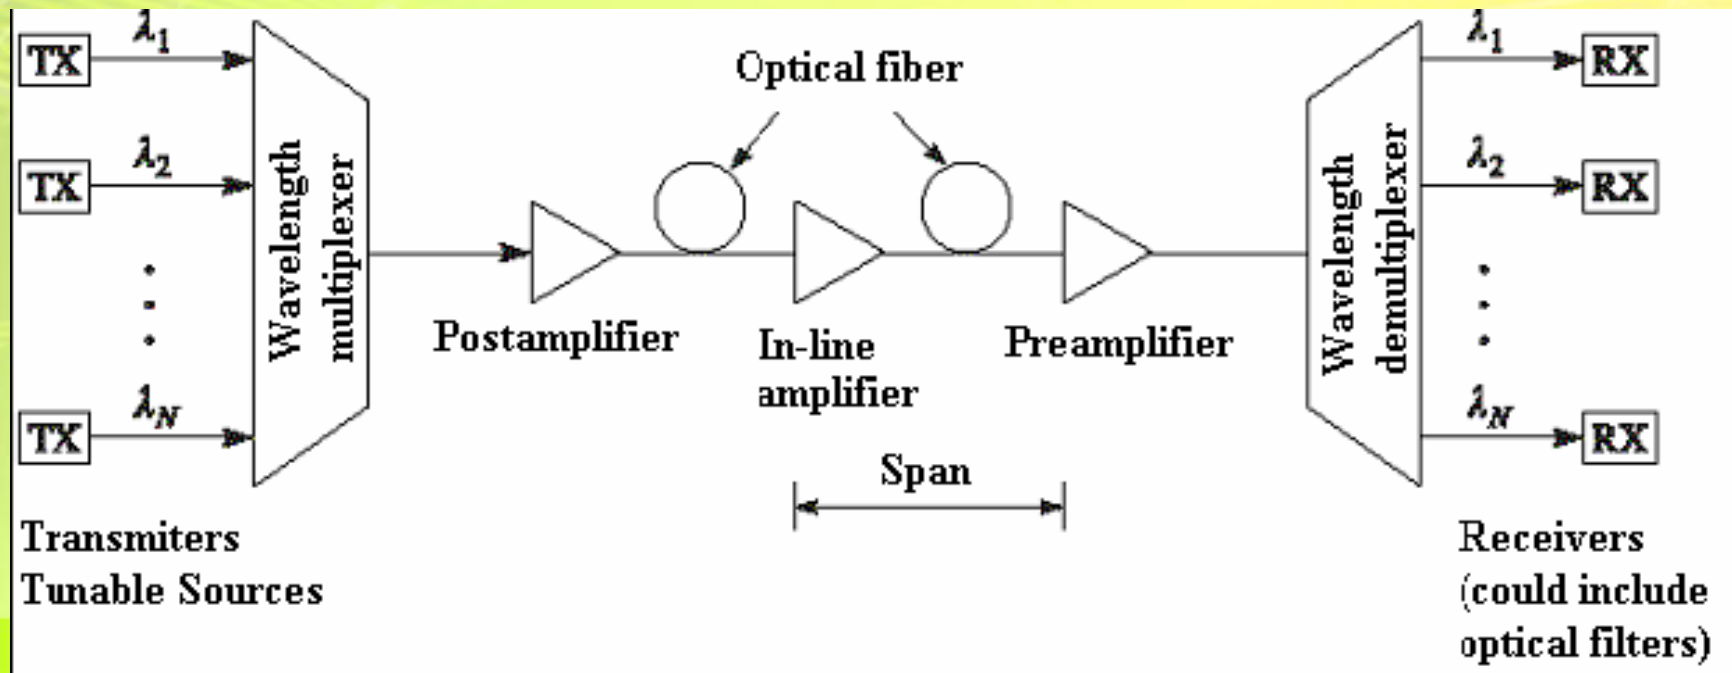 λ1
TX
λ2
TX
λN
TX
Transmiters
Tunable Sources
Wavelength
multiplexer
Optical fiber
Postamplifier
In-line
amplifier
Preamplifier
Span
Wavelength
demultiplexer
λ1
RX
λ2
RX
λN
RX
Receivers
(could include
optical filters)